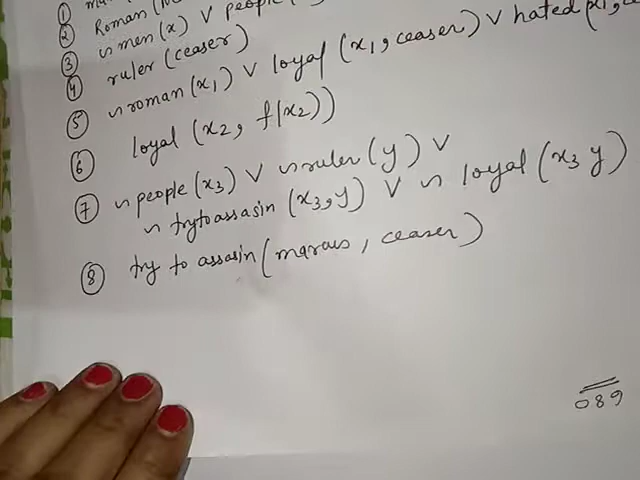 ①
② Roman
③ ~men(x) ∨ people
④ ruler (ceaser)
⑤ ~roman(x₁) ∨ loyal (x₁, ceaser) ∨ hated (x₁,
⑥ loyal (x₂, f(x₂))
⑦ ~people (x₃) ∨ ~ruler(y) ∨
~ trytoassasin (x₃,y) ∨ ~ loyal (x₃ y)
⑧ try to assasin (marcus, ceaser)
089